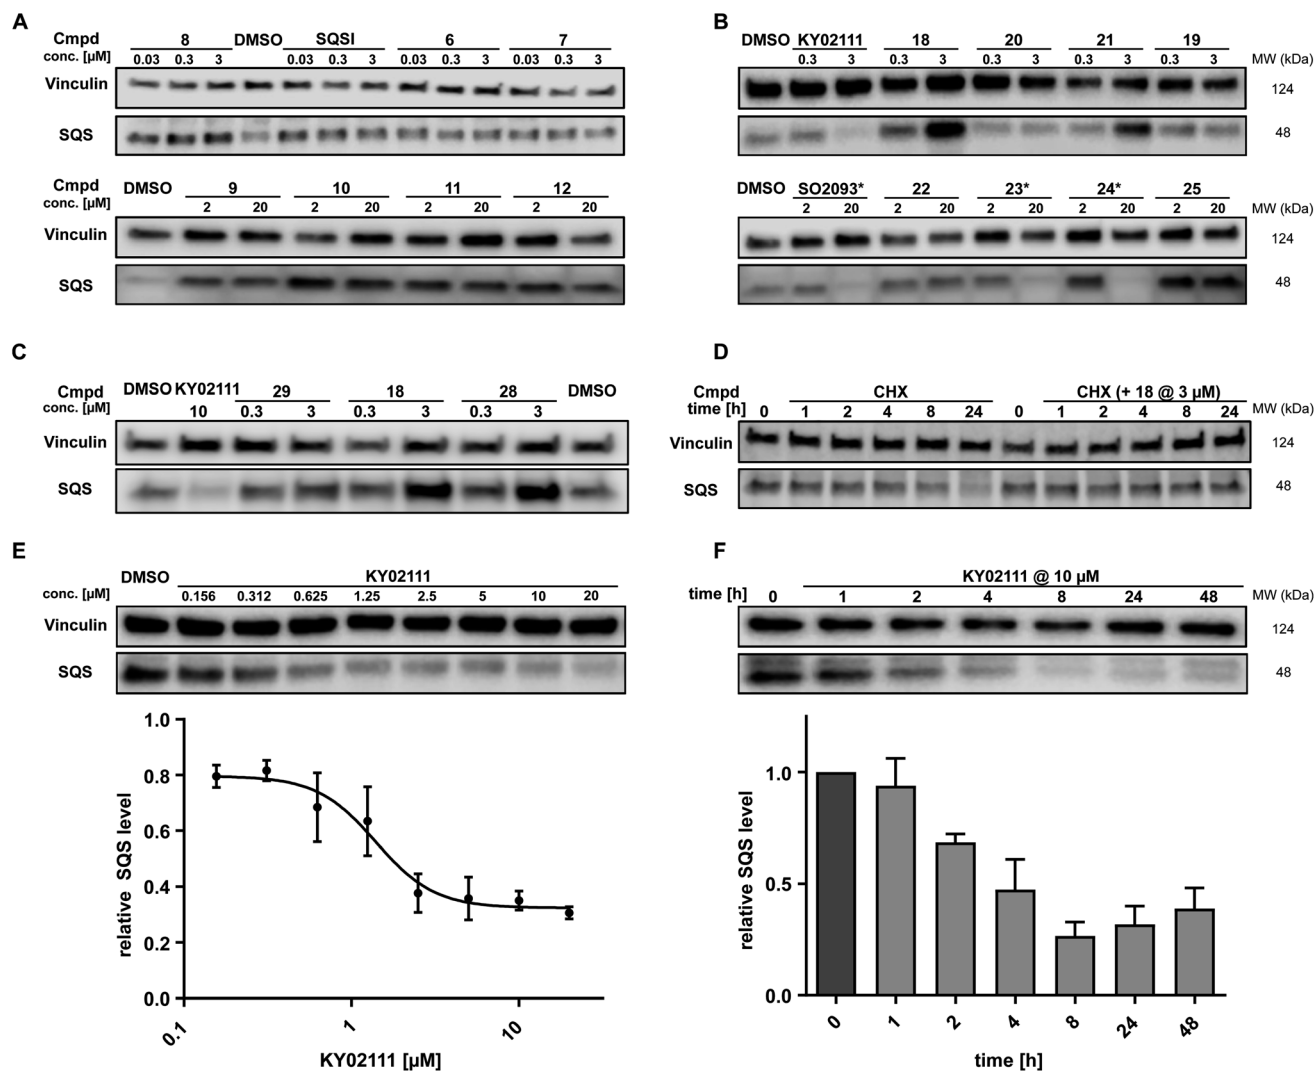 A
Cmpd 8 DMSO SQSI 6 7
conc. [µM] 0.03 0.3 3 0.03 0.3 3 0.03 0.3 3 0.03 0.3 3
Vinculin
SQS
Cmpd DMSO 9 10 11 12
conc. [µM] 2 20 2 20 2 20 2 20
Vinculin
SQS
B
DMSO KY02111 18 20 21 19
0.3 3 0.3 3 0.3 3 0.3 3 0.3 3 MW (kDa)
124
48
DMSO SO2093* 22 23* 24* 25
2 20 2 20 2 20 2 20 2 20 MW (kDa)
124
48
C
Cmpd DMSO KY02111 29 18 28 DMSO
conc. [µM] 10 0.3 3 0.3 3 0.3 3
Vinculin
SQS
D
Cmpd CHX CHX (+ 18 @ 3 µM)
time [h] 0 1 2 4 8 24 0 1 2 4 8 24 MW (kDa)
Vinculin 124
SQS 48
E
DMSO KY02111
conc. [µM] 0.156 0.312 0.625 1.25 2.5 5 10 20
Vinculin
SQS
relative SQS level
1.0
0.8
0.6
0.4
0.2
0.0
0.1 1 10
KY02111 [µM]
F
KY02111 @ 10 µM
time [h] 0 1 2 4 8 24 48 MW (kDa)
124
48
relative SQS level
1.0
0.5
0.0
0 1 2 4 8 24 48
time [h]